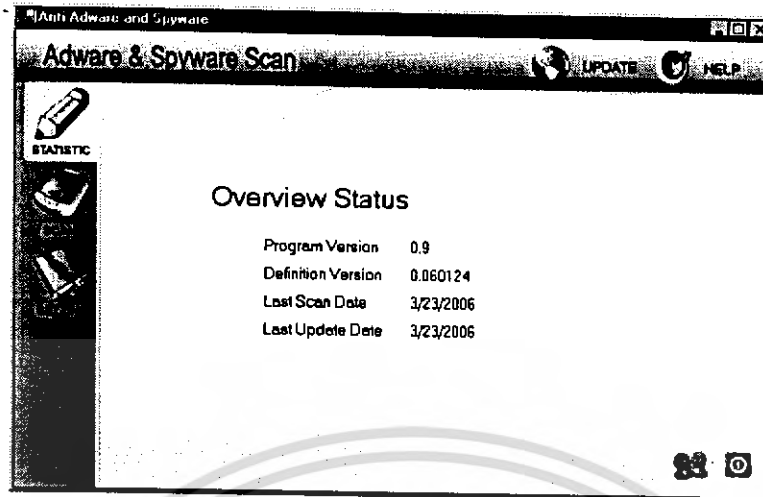 Anti Adware and Spyware
Adware & Spyware Scan
UPDATE
HELP
STATISTIC
SCAN
Overview Status
Program Version 0.9
Definition Version 0.060124
Last Scan Date 3/23/2006
Last Update Date 3/23/2006